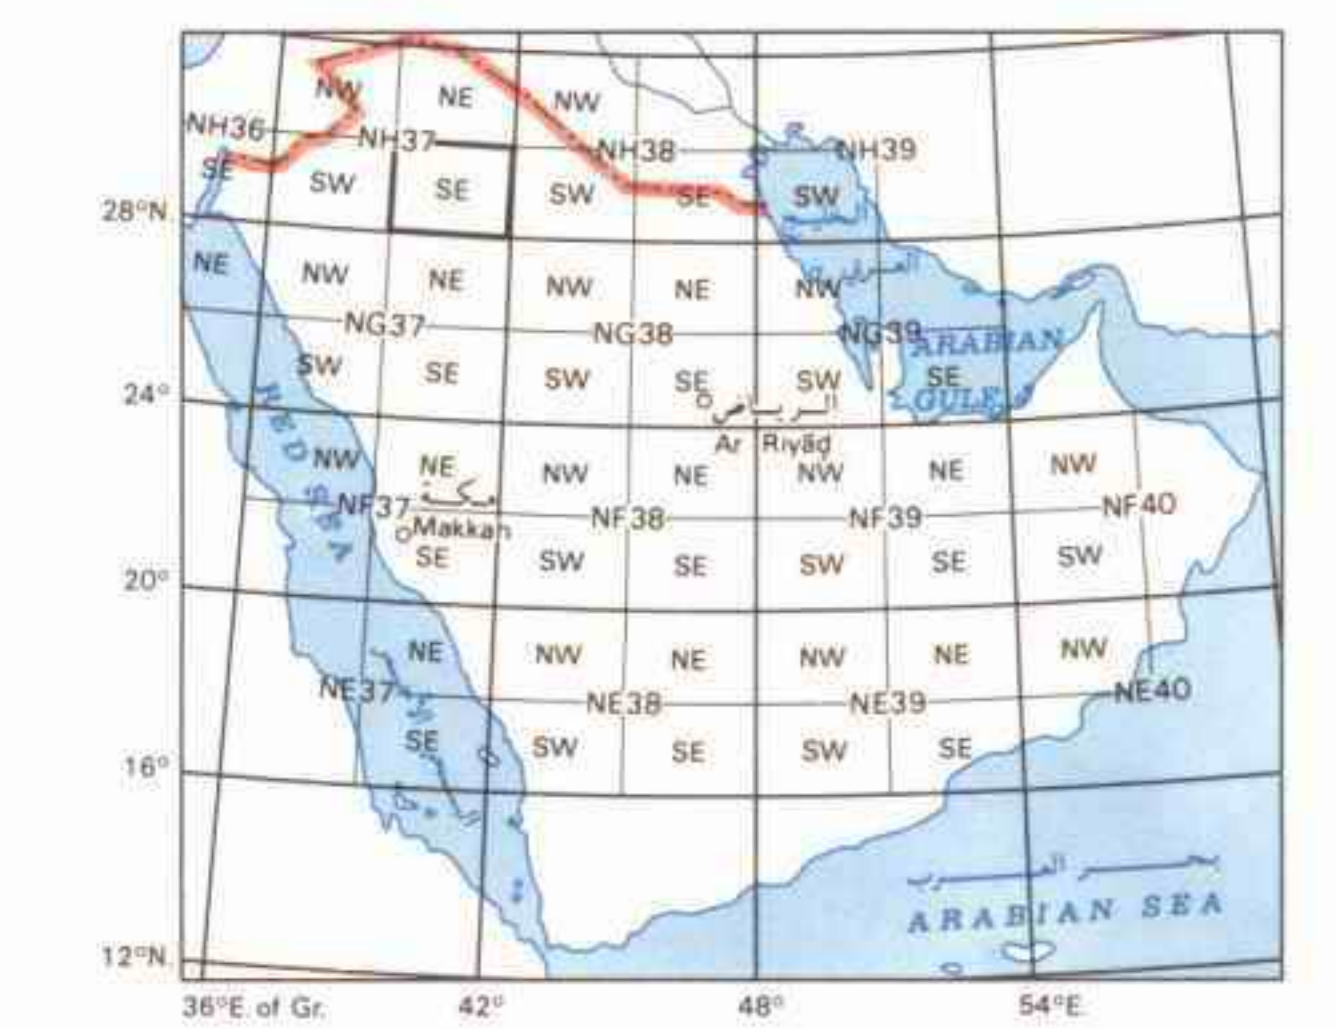 NW NE NW
NH36 NH37 NH38 NH39
SE SW SE SW SE SW
28°N.
NE NW NE NW NE NW
العربي
NG37 NG38 NG39
ARABIAN
SW SE SW SE SW SE
24°
GULF
الرياض
Ar Riyāḍ
RED SEA
NW NE NW NE NW NE NW
مكة
NF37 NF38 NF39 NF40
Makkah
SE SW SE SW SE SW
20°
NE NW NE NW NE NW
NE37 NE38 NE39 NE40
SE SW SE SW SE
16°
بحر العرب
ARABIAN SEA
12°N.
36°E. of Gr. 42° 48° 54°E.